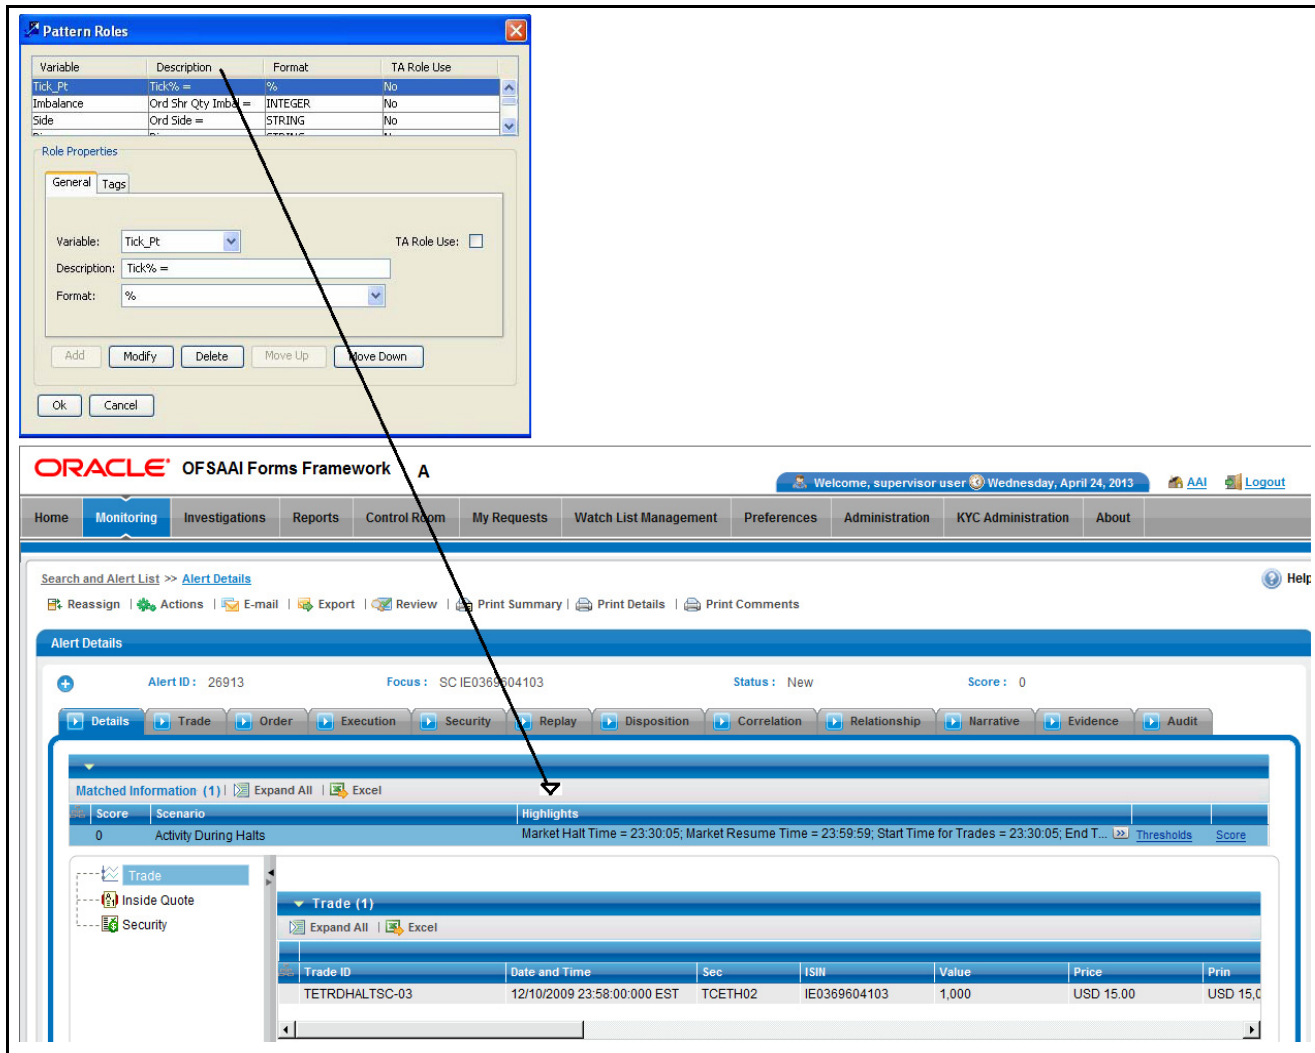 Pattern Roles
Variable Description Format TA Role Use
Tick_Pt Tick% = % No
Imbalance Ord Shr Qty Imbal = INTEGER No
Side Ord Side = STRING No
Role Properties
General Tags
Variable: Tick_Pt TA Role Use:
Description: Tick% =
Format: %
Add Modify Delete Move Up Move Down
Ok Cancel
ORACLE OFSAAI Forms Framework A
Welcome, supervisor user Wednesday, April 24, 2013 AAI Logout
Home Monitoring Investigations Reports Control Room My Requests Watch List Management Preferences Administration KYC Administration About
Search and Alert List >> Alert Details Help
Reassign | Actions | E-mail | Export | Review | Print Summary | Print Details | Print Comments
Alert Details
Alert ID : 26913 Focus : SC IE0369604103 Status : New Score : 0
Details Trade Order Execution Security Replay Disposition Correlation Relationship Narrative Evidence Audit
Matched Information (1) | Expand All | Excel
Score Scenario Highlights
0 Activity During Halts Market Halt Time = 23:30:05; Market Resume Time = 23:59:59; Start Time for Trades = 23:30:05; End T... >> Thresholds Score
Trade
Inside Quote
Security
Trade (1)
Expand All | Excel
Trade ID Date and Time Sec ISIN Value Price Prin
TETRDHALTSC-03 12/10/2009 23:58:00:000 EST TCETH02 IE0369604103 1,000 USD 15.00 USD 15,0